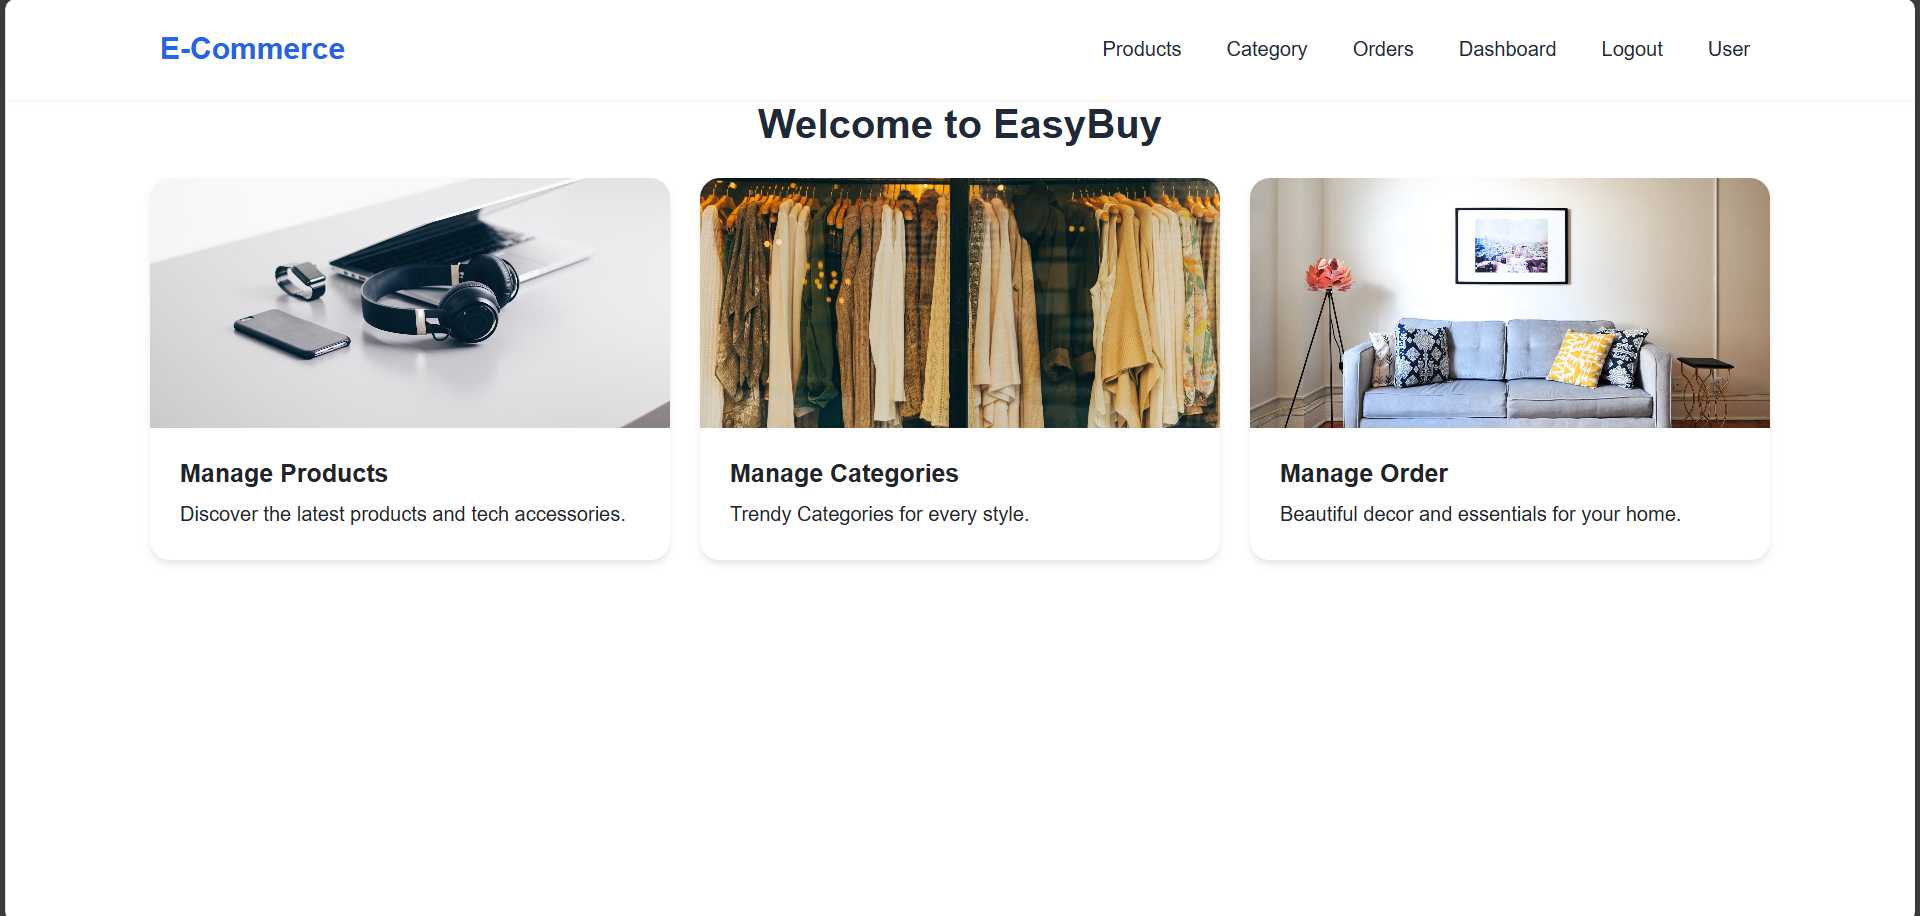 E-Commerce
Products Category Orders Dashboard Logout User
Welcome to EasyBuy
Manage Products
Discover the latest products and tech accessories.
Manage Categories
Trendy Categories for every style.
Manage Order
Beautiful decor and essentials for your home.